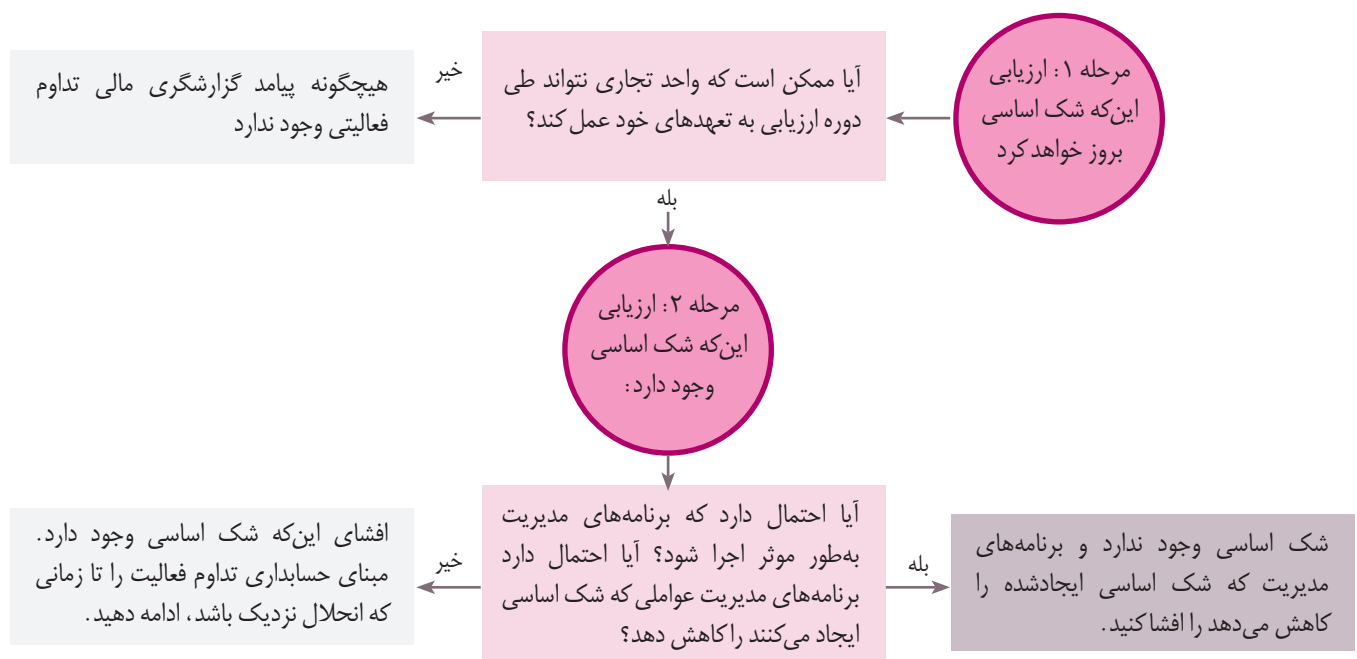 مرحله ۱: ارزیابی
این‌که شک اساسی
بروز خواهد کرد
آیا ممکن است که واحد تجاری نتواند طی
دوره ارزیابی به تعهدهای خود عمل کند؟
خیر
هیچگونه پیامد گزارشگری مالی تداوم
فعالیتی وجود ندارد
بله
مرحله ۲: ارزیابی
این‌که شک اساسی
وجود دارد:
آیا احتمال دارد که برنامه‌های مدیریت
به‌طور موثر اجرا شود؟ آیا احتمال دارد
برنامه‌های مدیریت عواملی که شک اساسی
ایجاد می‌کنند را کاهش دهد؟
بله
شک اساسی وجود ندارد و برنامه‌های
مدیریت که شک اساسی ایجادشده را
کاهش می‌دهد را افشا کنید.
خیر
افشای این‌که شک اساسی وجود دارد.
مبنای حسابداری تداوم فعالیت را تا زمانی
که انحلال نزدیک باشد، ادامه دهید.